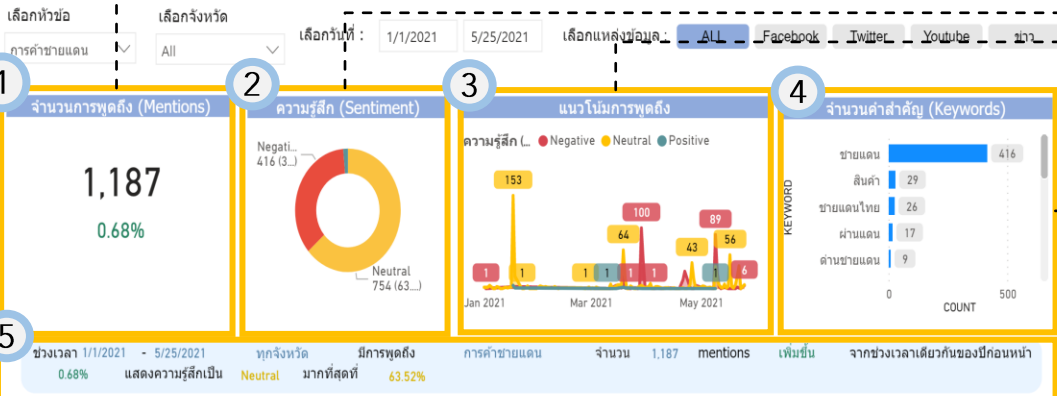 เลือกหัวข้อ
การค้าชายแดน
เลือกจังหวัด
All
เลือกวันที่ :
1/1/2021
5/25/2021
เลือกแหล่งข้อมูล :
ALL
Facebook
Twitter
Youtube
ข่าว
1
จำนวนการพูดถึง (Mentions)
1,187
0.68%
2
ความรู้สึก (Sentiment)
Negati...
416 (3...)
Neutral
754 (63....)
3
แนวโน้มการพูดถึง
ความรู้สึก (... Negative Neutral Positive
153
100
89
64
43
56
1 1 1 1 1 1 1 6
Jan 2021 Mar 2021 May 2021
4
จำนวนคำสำคัญ (Keywords)
KEYWORD
ชายแดน 416
สินค้า 29
ชายแดนไทย 26
ผ่านแดน 17
ด่านชายแดน 9
0 500
COUNT
5
ช่วงเวลา 1/1/2021 - 5/25/2021 ทุกจังหวัด มีการพูดถึง การค้าชายแดน จำนวน 1,187 mentions เพิ่มขึ้น จากช่วงเวลาเดียวกันของปีก่อนหน้า
0.68% แสดงความรู้สึกเป็น Neutral มากที่สุดที่ 63.52%